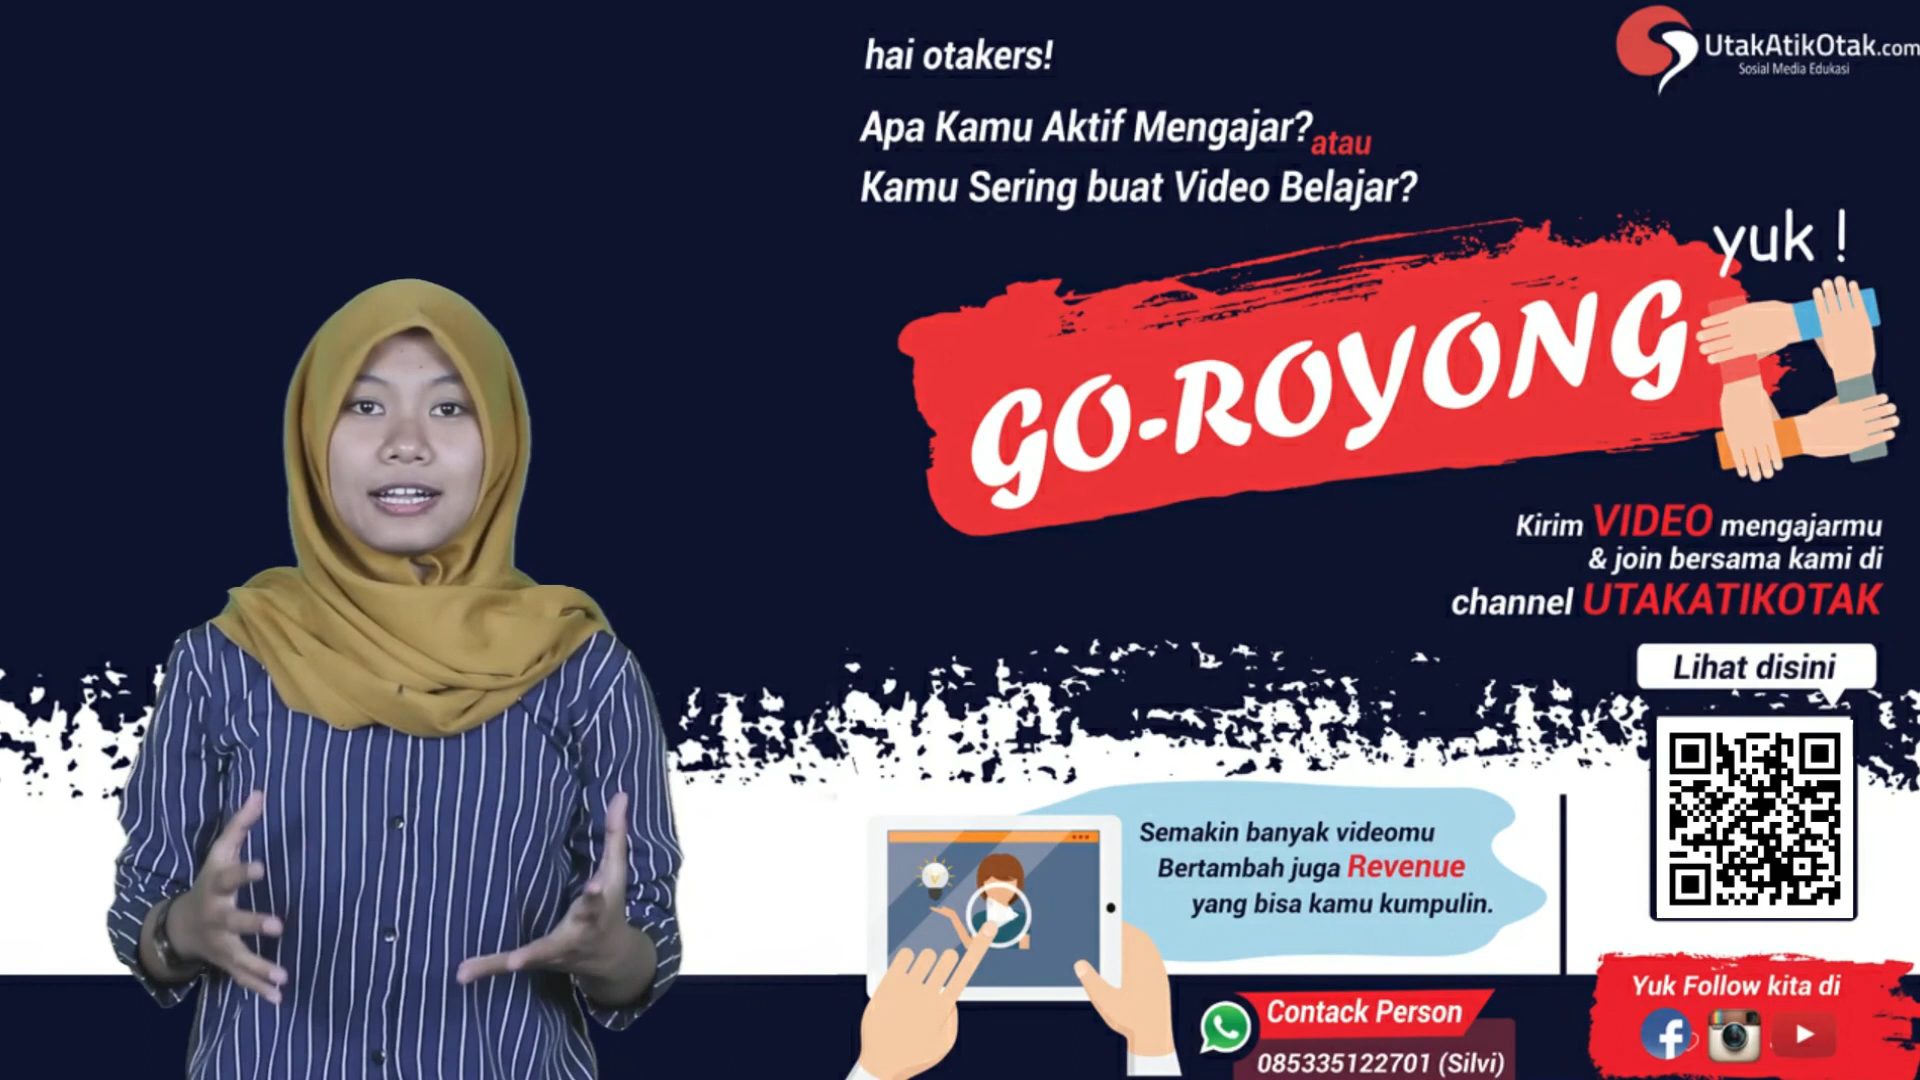 hai otakers!
UtakAtikOtak.com
Sosial Media Edukasi
Apa Kamu Aktif Mengajar? atau
Kamu Sering buat Video Belajar?
yuk !
GO-ROYONG
Kirim VIDEO mengajarmu
& join bersama kami di
channel UTAKATIKOTAK
Lihat disini
Semakin banyak videomu
Bertambah juga Revenue
yang bisa kamu kumpulin.
Yuk Follow kita di
Contack Person
085335122701 (Silvi)